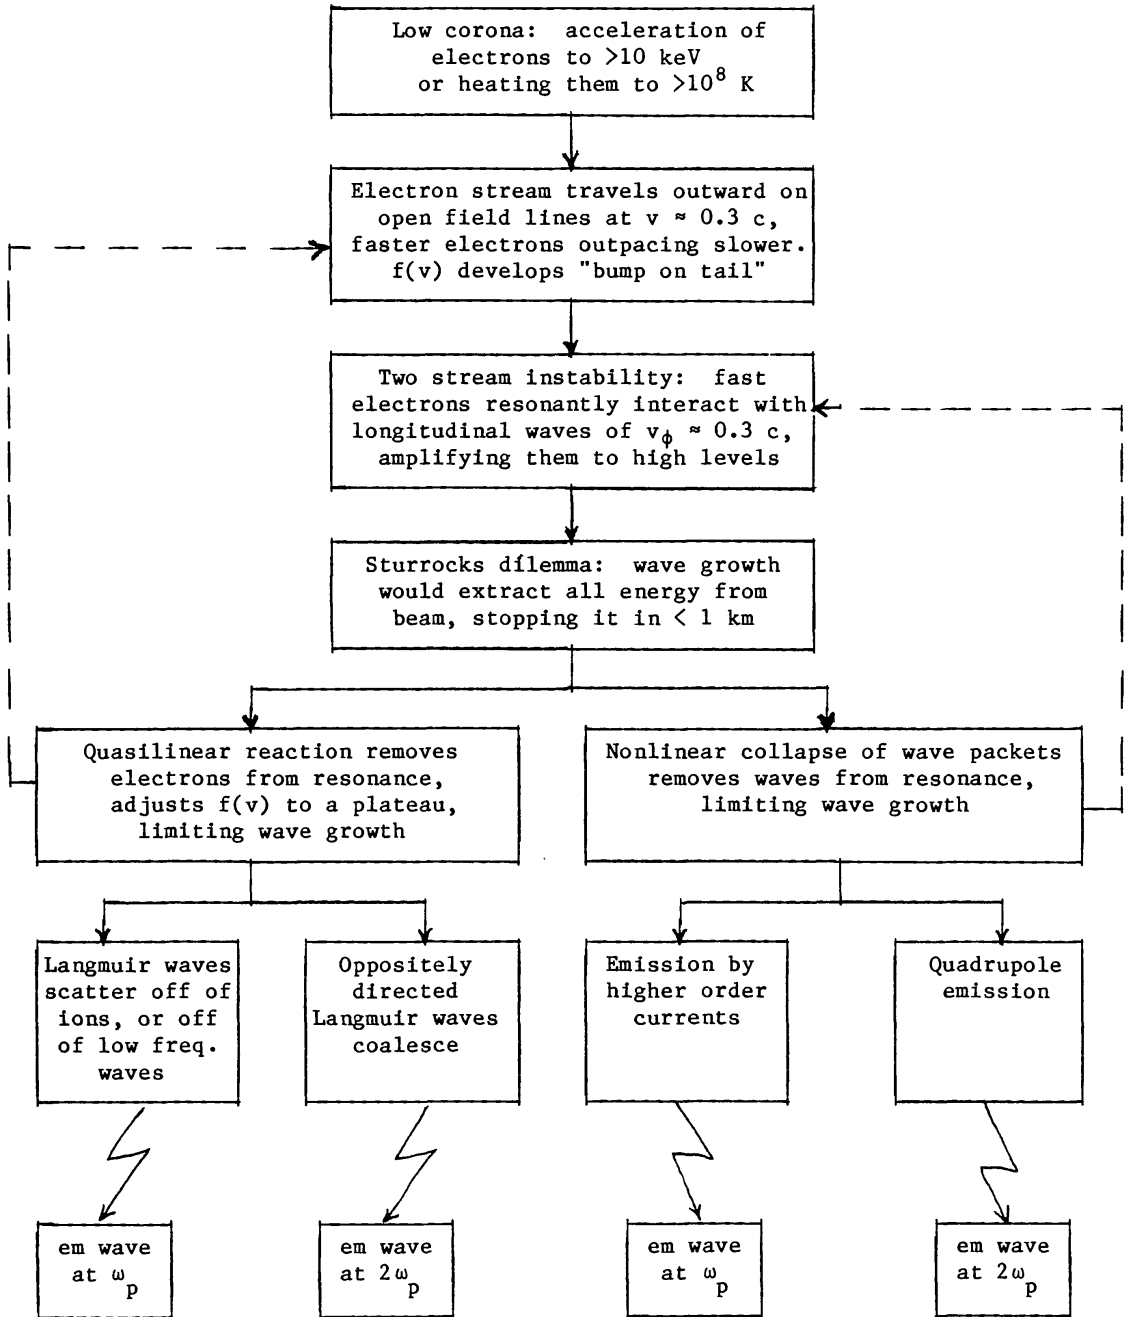 Low corona: acceleration of
electrons to >10 keV
or heating them to >10⁸ K
Electron stream travels outward on
open field lines at v ≈ 0.3 c,
faster electrons outpacing slower.
f(v) develops "bump on tail"
Two stream instability: fast
electrons resonantly interact with
longitudinal waves of v_ϕ ≈ 0.3 c,
amplifying them to high levels
Sturrocks dilemma: wave growth
would extract all energy from
beam, stopping it in < 1 km
Quasilinear reaction removes
electrons from resonance,
adjusts f(v) to a plateau,
limiting wave growth
Nonlinear collapse of wave packets
removes waves from resonance,
limiting wave growth
Langmuir waves
scatter off of
ions, or off
of low freq.
waves
Oppositely
directed
Langmuir waves
coalesce
Emission by
higher order
currents
Quadrupole
emission
em wave
at ω_p
em wave
at 2ω_p
em wave
at ω_p
em wave
at 2ω_p